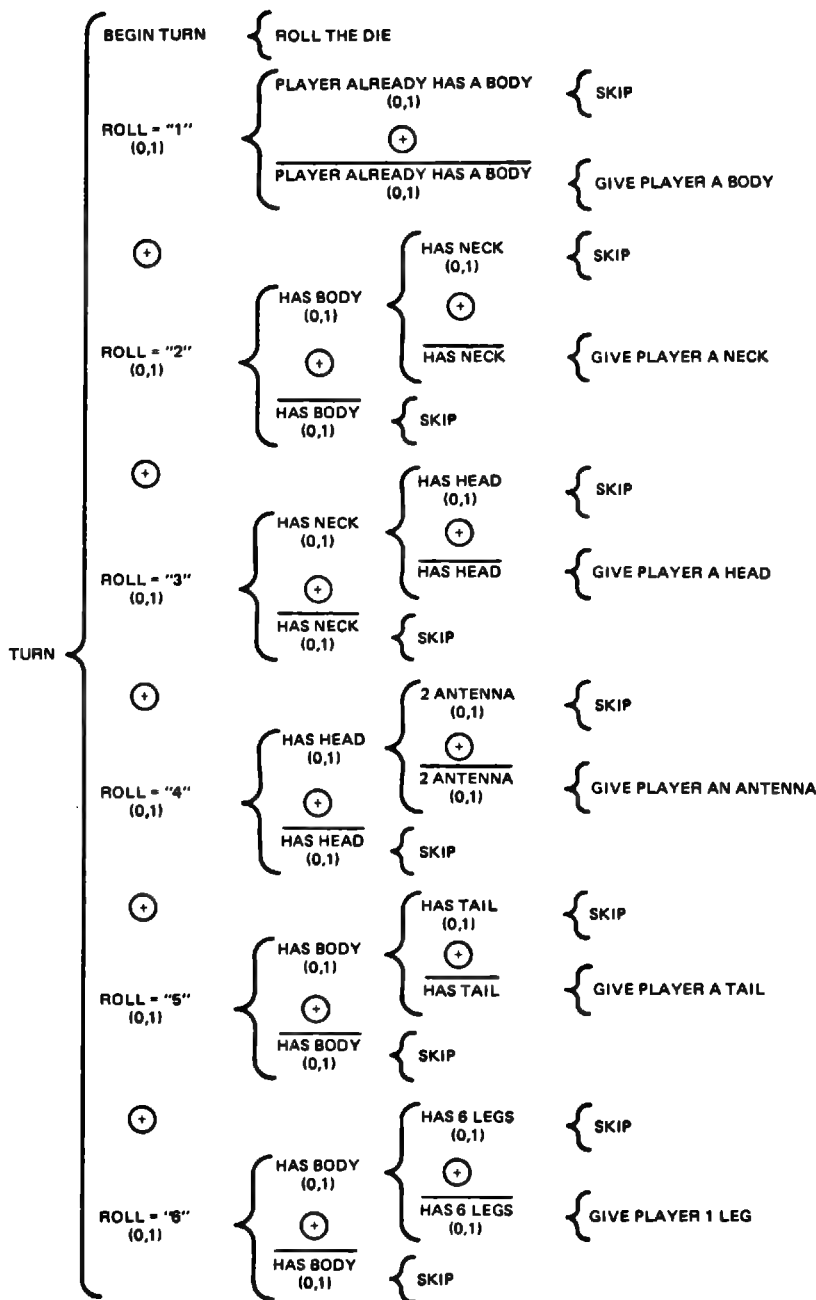 BEGIN TURN
ROLL THE DIE
PLAYER ALREADY HAS A BODY
(0,1)
SKIP
ROLL = "1"
(0,1)
+
PLAYER ALREADY HAS A BODY
(0,1)
GIVE PLAYER A BODY
+
HAS NECK
(0,1)
SKIP
HAS BODY
(0,1)
+
ROLL = "2"
(0,1)
+
HAS NECK
GIVE PLAYER A NECK
HAS BODY
(0,1)
SKIP
+
HAS HEAD
(0,1)
SKIP
HAS NECK
(0,1)
+
ROLL = "3"
(0,1)
HAS HEAD
GIVE PLAYER A HEAD
+
HAS NECK
(0,1)
SKIP
TURN
+
2 ANTENNA
(0,1)
SKIP
HAS HEAD
(0,1)
+
ROLL = "4"
(0,1)
2 ANTENNA
(0,1)
GIVE PLAYER AN ANTENNA
+
HAS HEAD
(0,1)
SKIP
+
HAS TAIL
(0,1)
SKIP
HAS BODY
(0,1)
+
ROLL = "5"
(0,1)
HAS TAIL
GIVE PLAYER A TAIL
+
HAS BODY
(0,1)
SKIP
+
HAS 6 LEGS
(0,1)
SKIP
HAS BODY
(0,1)
+
ROLL = "6"
(0,1)
HAS 6 LEGS
(0,1)
GIVE PLAYER 1 LEG
+
HAS BODY
(0,1)
SKIP